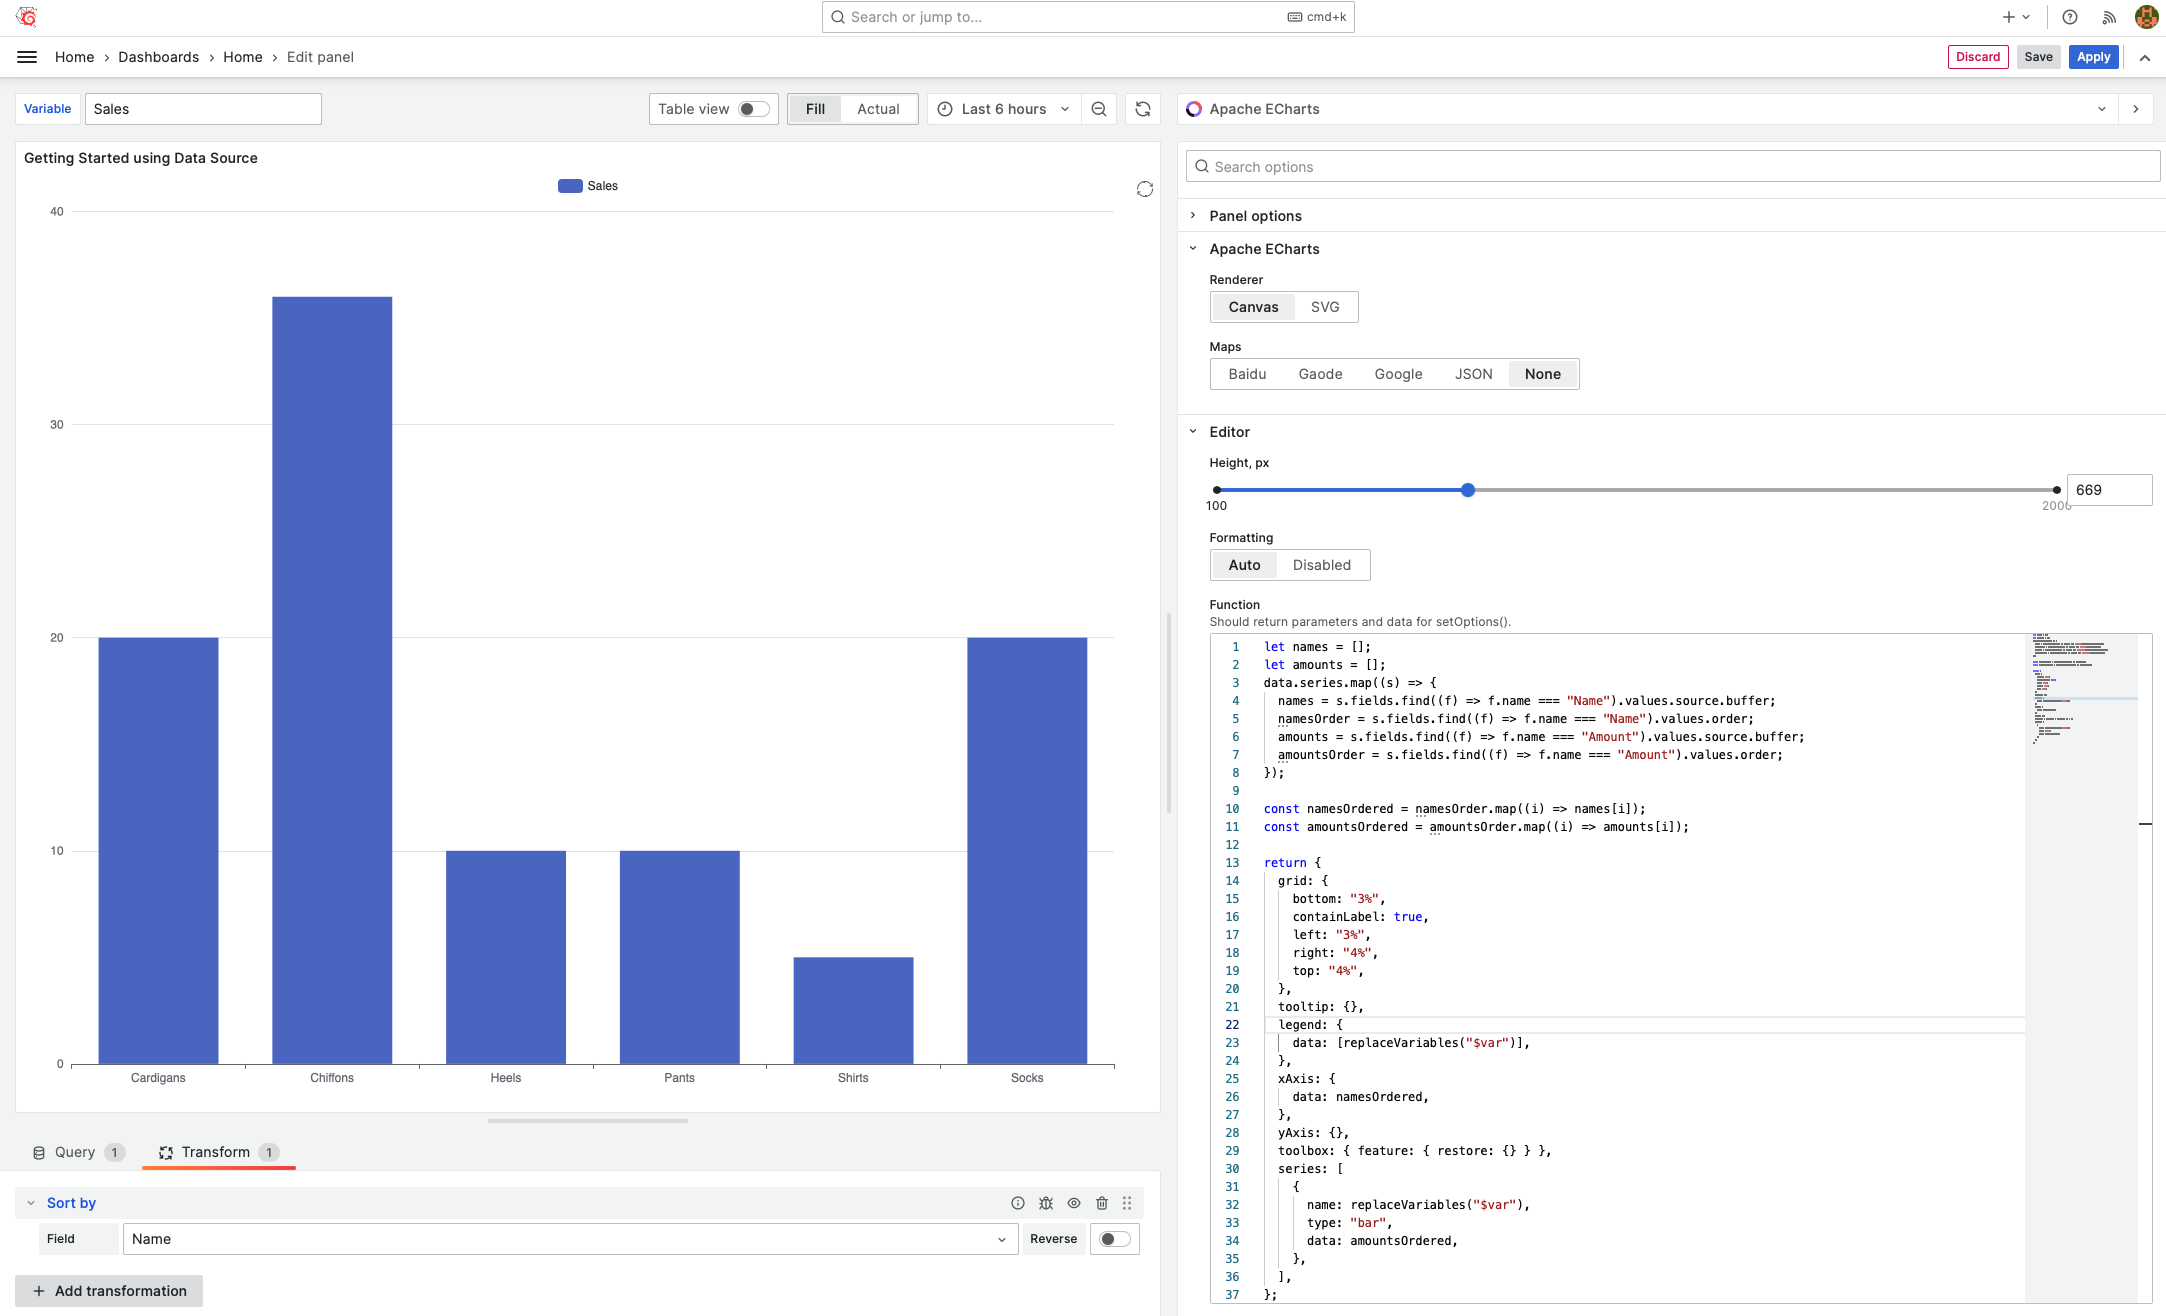 Search or jump to...
cmd+k
Home › Dashboards › Home › Edit panel
Discard
Save
Apply
Variable
Sales
Table view
Fill
Actual
Last 6 hours
Apache ECharts
Getting Started using Data Source
Sales
40
30
20
10
0
Cardigans
Chiffons
Heels
Pants
Shirts
Socks
Query 1
Transform 1
Sort by
Field
Name
Reverse
Add transformation
Search options
Panel options
Apache ECharts
Renderer
Canvas
SVG
Maps
Baidu
Gaode
Google
JSON
None
Editor
Height, px
100
2000
669
Formatting
Auto
Disabled
Function
Should return parameters and data for setOptions().
1 let names = [];
2 let amounts = [];
3 data.series.map((s) => {
4 names = s.fields.find((f) => f.name === "Name").values.source.buffer;
5 namesOrder = s.fields.find((f) => f.name === "Name").values.order;
6 amounts = s.fields.find((f) => f.name === "Amount").values.source.buffer;
7 amountsOrder = s.fields.find((f) => f.name === "Amount").values.order;
8 });
9
10 const namesOrdered = namesOrder.map((i) => names[i]);
11 const amountsOrdered = amountsOrder.map((i) => amounts[i]);
12
13 return {
14 grid: {
15 bottom: "3%",
16 containLabel: true,
17 left: "3%",
18 right: "4%",
19 top: "4%",
20 },
21 tooltip: {},
22 legend: {
23 data: [replaceVariables("$var")],
24 },
25 xAxis: {
26 data: namesOrdered,
27 },
28 yAxis: {},
29 toolbox: { feature: { restore: {} } },
30 series: [
31 {
32 name: replaceVariables("$var"),
33 type: "bar",
34 data: amountsOrdered,
35 },
36 ],
37 };